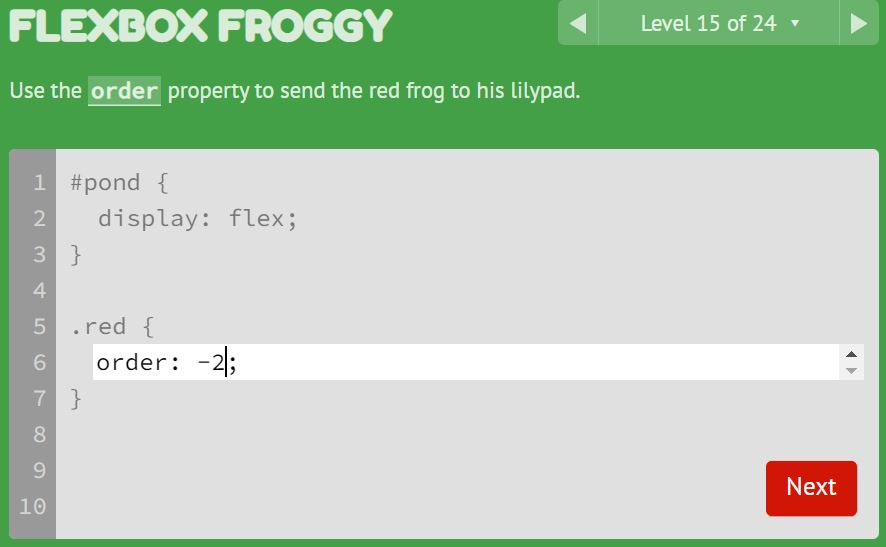 FLEXBOX FROGGY
◀ Level 15 of 24 ▼ ▶
Use the order property to send the red frog to his lilypad.
1 #pond {
2   display: flex;
3 }
4
5 .red {
6   order: -2;
7 }
8
9
10
Next